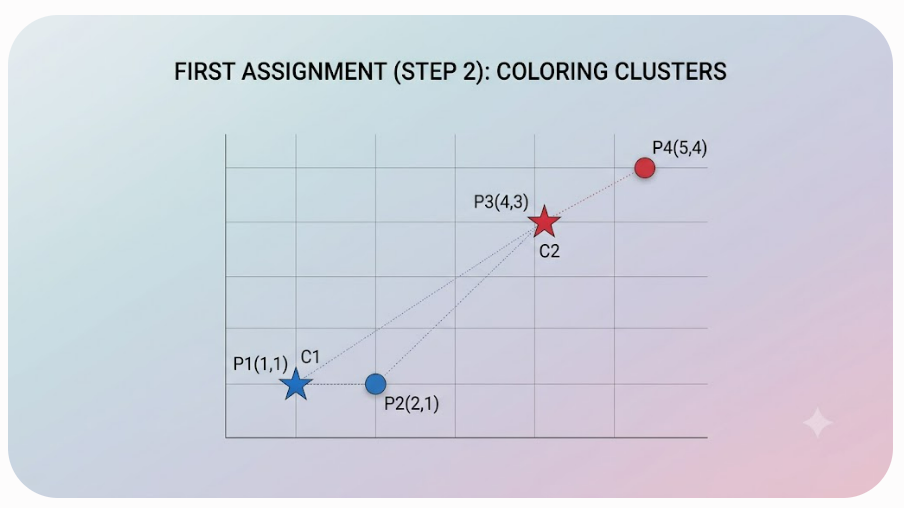 FIRST ASSIGNMENT (STEP 2): COLORING CLUSTERS
P4(5,4)
P3(4,3)
C2
P1(1,1)
C1
P2(2,1)